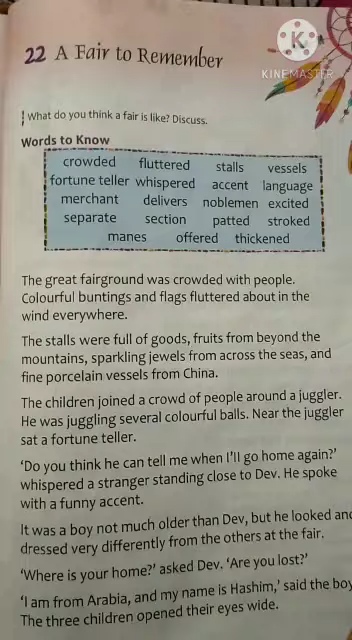 K
KINEMASTER
22 A Fair to Remember
What do you think a fair is like? Discuss.
Words to Know
crowded fluttered stalls vessels
fortune teller whispered accent language
merchant delivers noblemen excited
separate section patted stroked
manes offered thickened
The great fairground was crowded with people.
Colourful buntings and flags fluttered about in the
wind everywhere.
The stalls were full of goods, fruits from beyond the
mountains, sparkling jewels from across the seas, and
fine porcelain vessels from China.
The children joined a crowd of people around a juggler.
He was juggling several colourful balls. Near the juggler
sat a fortune teller.
‘Do you think he can tell me when I’ll go home again?’
whispered a stranger standing close to Dev. He spoke
with a funny accent.
It was a boy not much older than Dev, but he looked and
dressed very differently from the others at the fair.
‘Where is your home?’ asked Dev. ‘Are you lost?’
‘I am from Arabia, and my name is Hashim,’ said the boy
The three children opened their eyes wide.